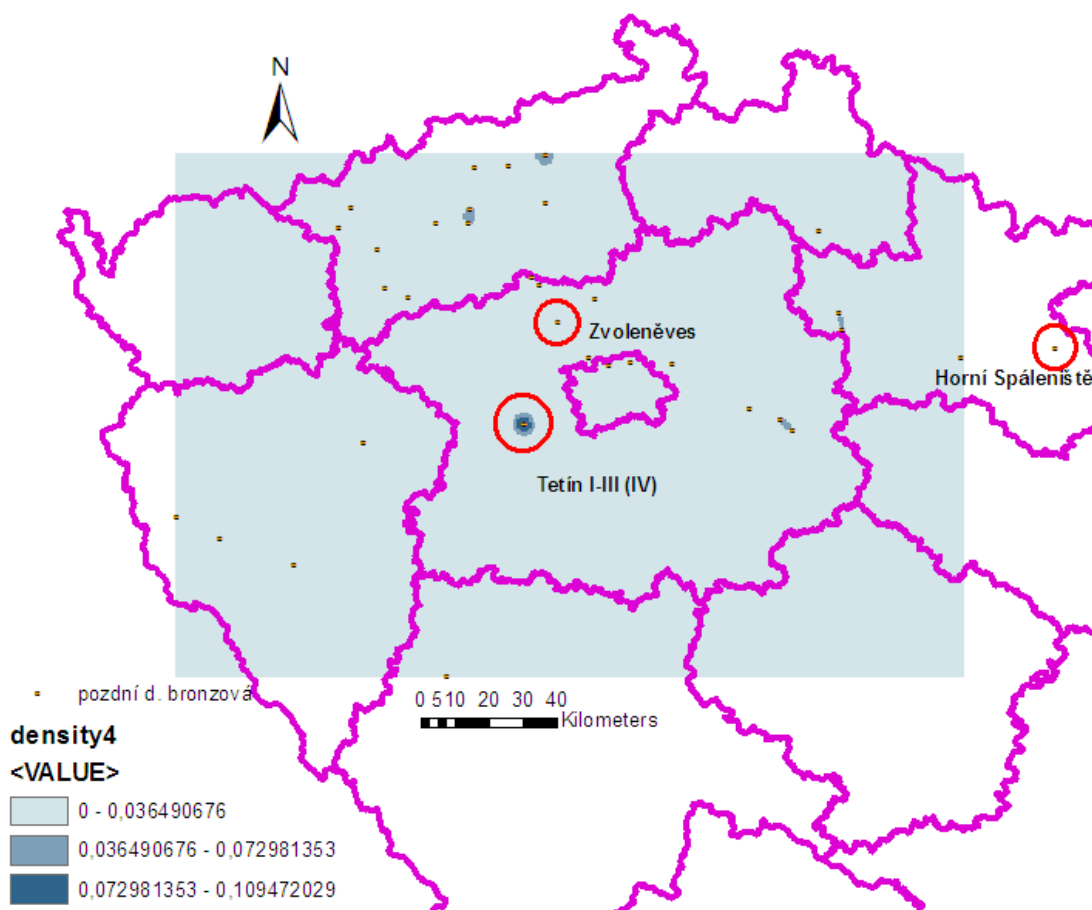 N
Zvoleněves
Horní Spáleniště
Tetín I-III (IV)
pozdní d. bronzová
0 5 10 20 30 40
Kilometers
density4
<VALUE>
0 - 0,036490676
0,036490676 - 0,072981353
0,072981353 - 0,109472029